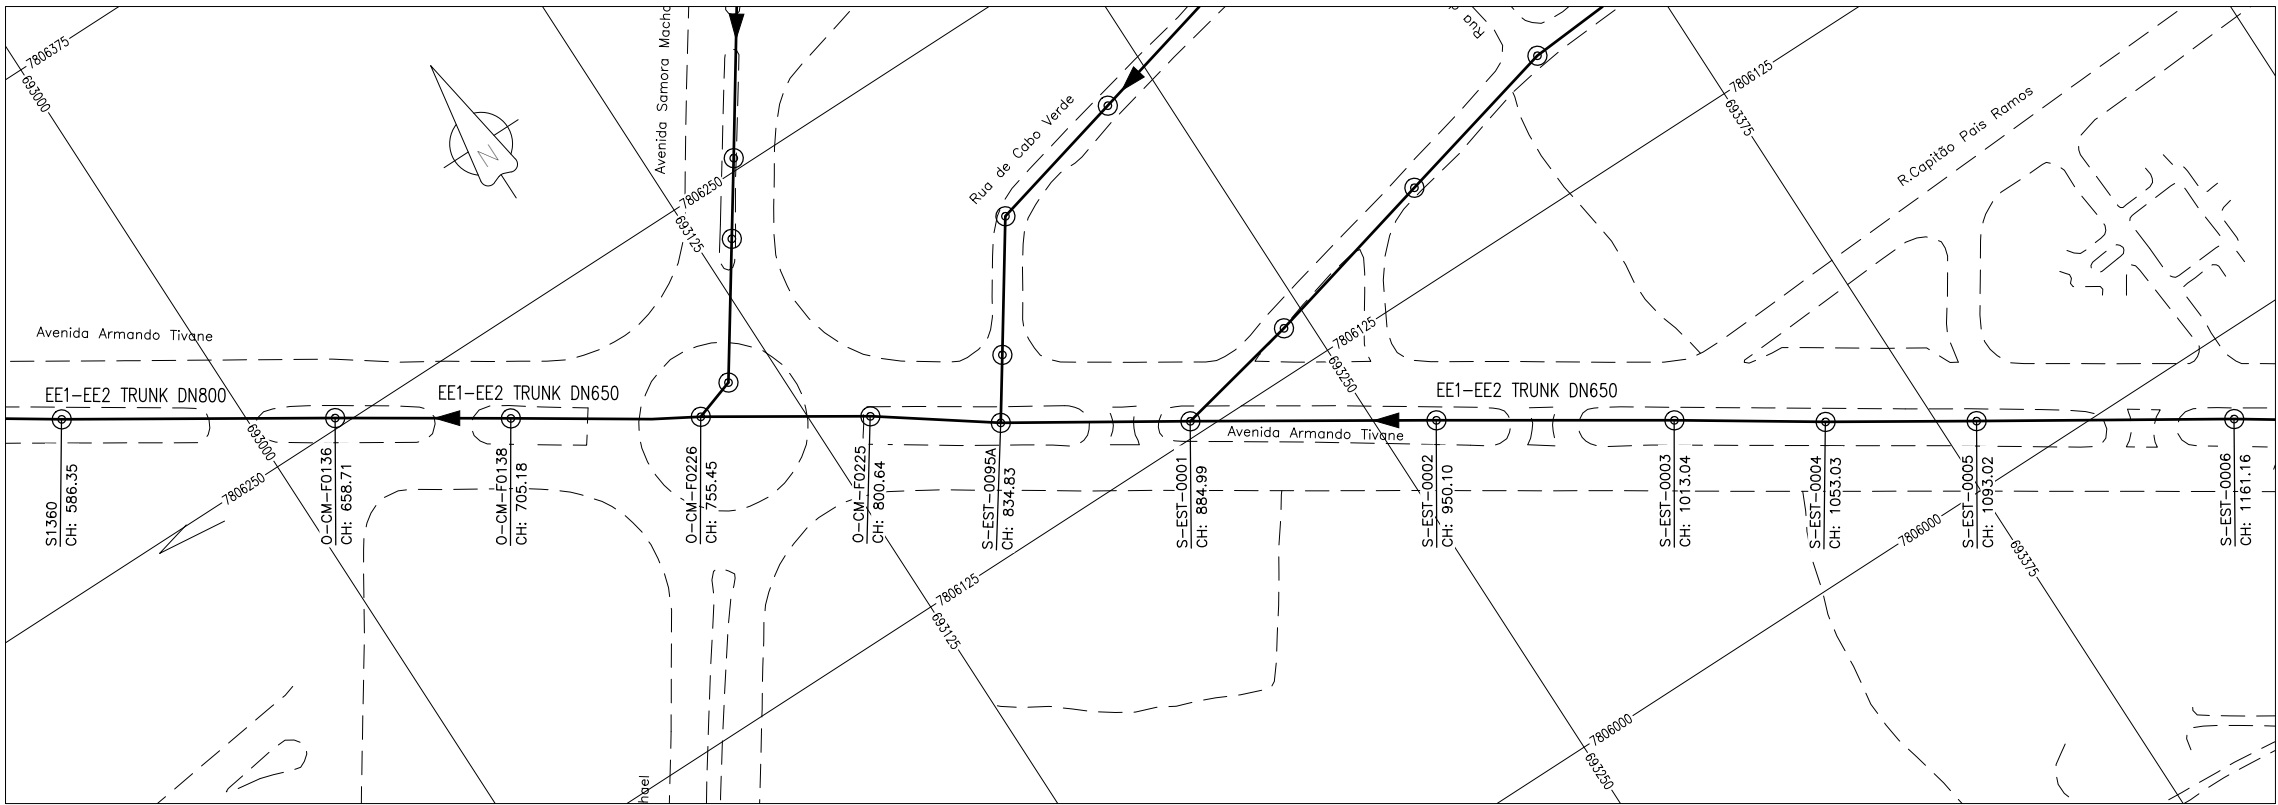 7806375
693000
Avenida Samora Macha
Rua
7806125
693375
R.Capitão Pais Ramos
Rua de Cabo Verde
N
7806250
693125
Avenida Armando Tivane
7806125
693250
EE1-EE2 TRUNK DN800
EE1-EE2 TRUNK DN650
EE1-EE2 TRUNK DN650
Avenida Armando Tivane
693000
7806250
S1360
CH: 586.35
O-CM-F0136
CH: 658.71
O-CM-F0138
CH: 705.18
O-CM-F0226
CH: 755.45
O-CM-F0225
CH: 800.64
S-EST-0095A
CH: 834.83
S-EST-0001
CH: 884.99
S-EST-0002
CH: 950.10
S-EST-0003
CH: 1013.04
S-EST-0004
CH: 1053.03
S-EST-0005
CH: 1093.02
S-EST-0006
CH: 1161.16
7806000
693375
7806125
693125
7806000
693250
hael